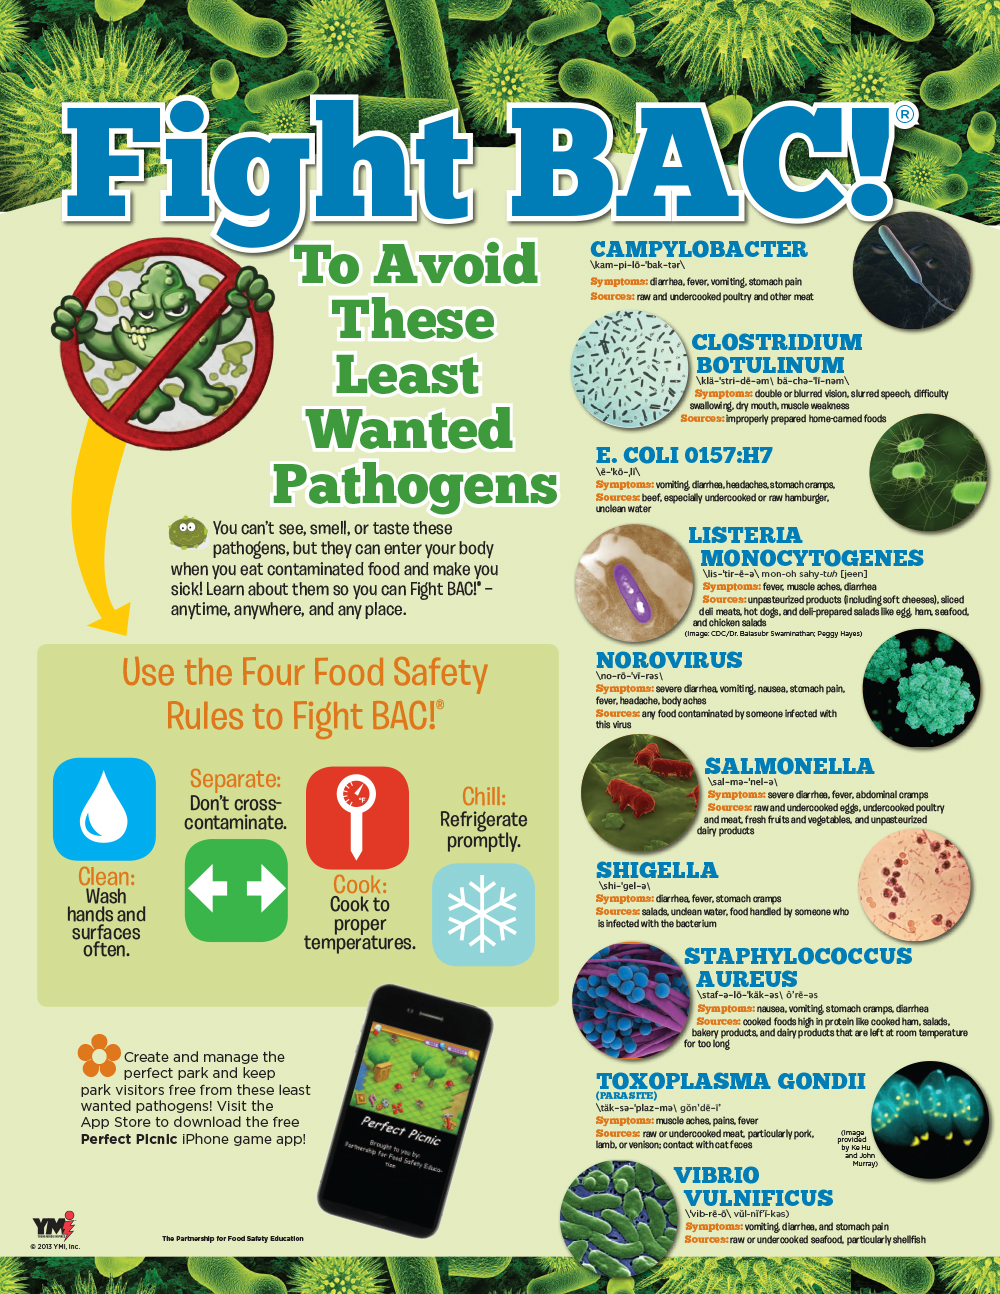 Fight BAC!®
To Avoid
These
Least
Wanted
Pathogens
You can't see, smell, or taste these
pathogens, but they can enter your body
when you eat contaminated food and make you
sick! Learn about them so you can Fight BAC!® –
anytime, anywhere, and any place.
Use the Four Food Safety
Rules to Fight BAC!®
Clean:
Wash
hands and
surfaces
often.
Separate:
Don't cross-
contaminate.
°F
Cook:
Cook to
proper
temperatures.
Chill:
Refrigerate
promptly.
Create and manage the
perfect park and keep
park visitors free from these least
wanted pathogens! Visit the
App Store to download the free
Perfect Picnic iPhone game app!
Perfect Picnic
Brought to you by:
Partnership for Food Safety Educa-
tion
YMI
© 2013 YMI, Inc.
The Partnership for Food Safety Education
CAMPYLOBACTER
\kam-pi-lō-'bak-tər\
Symptoms: diarrhea, fever, vomiting, stomach pain
Sources: raw and undercooked poultry and other meat
CLOSTRIDIUM
BOTULINUM
\klä-'stri-dē-əm\ bä-chə-'lī-nəm\
Symptoms: double or blurred vision, slurred speech, difficulty
swallowing, dry mouth, muscle weakness
Sources: improperly prepared home-canned foods
E. COLI 0157:H7
\ē-'kō-ˌlī\
Symptoms: vomiting, diarrhea, headaches, stomach cramps,
Sources: beef, especially undercooked or raw hamburger,
unclean water
LISTERIA
MONOCYTOGENES
\lis-'tir-ē-ə\ mon-oh sahy-tuh [jeen]
Symptoms: fever, muscle aches, diarrhea
Sources: unpasteurized products (including soft cheeses), sliced
deli meats, hot dogs, and deli-prepared salads like egg, ham, seafood,
and chicken salads
(Image: CDC/Dr. Balasubr Swaminathan; Peggy Hayes)
NOROVIRUS
\no-rō-'vī-rəs\
Symptoms: severe diarrhea, vomiting, nausea, stomach pain,
fever, headache, body aches
Sources: any food contaminated by someone infected with
this virus
SALMONELLA
\sal-mə-'nel-ə\
Symptoms: severe diarrhea, fever, abdominal cramps
Sources: raw and undercooked eggs, undercooked poultry
and meat, fresh fruits and vegetables, and unpasteurized
dairy products
SHIGELLA
\shi-'gel-ə\
Symptoms: diarrhea, fever, stomach cramps
Sources: salads, unclean water, food handled by someone who
is infected with the bacterium
STAPHYLOCOCCUS
AUREUS
\staf-ə-lō-'käk-əs\ ô'rē-əs
Symptoms: nausea, vomiting, stomach cramps, diarrhea
Sources: cooked foods high in protein like cooked ham, salads,
bakery products, and dairy products that are left at room temperature
for too long
TOXOPLASMA GONDII
(PARASITE)
\täk-sə-'plaz-mə\ gŏn'dē-ī'
Symptoms: muscle aches, pains, fever
Sources: raw or undercooked meat, particularly pork,
lamb, or venison; contact with cat feces
(Image
provided
by Ke Hu
and John
Murray)
VIBRIO
VULNIFICUS
\'vib-rē-ō\ vŭl-nĭf'ĭ-kəs)
Symptoms: vomiting, diarrhea, and stomach pain
Sources: raw or undercooked seafood, particularly shellfish